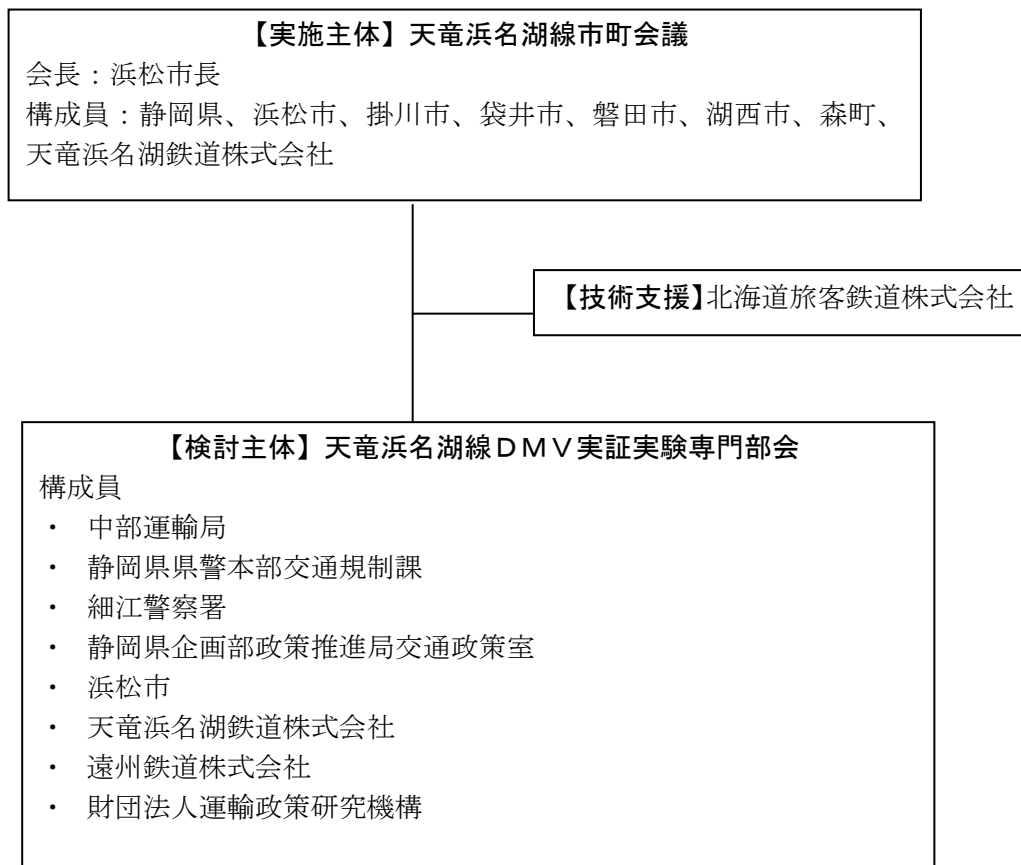 【実施主体】天竜浜名湖線市町会議
会長：浜松市長
構成員：静岡県、浜松市、掛川市、袋井市、磐田市、湖西市、森町、
天竜浜名湖鉄道株式会社
【技術支援】北海道旅客鉄道株式会社
【検討主体】天竜浜名湖線ＤＭＶ実証実験専門部会
構成員
・ 中部運輸局
・ 静岡県県警本部交通規制課
・ 細江警察署
・ 静岡県企画部政策推進局交通政策室
・ 浜松市
・ 天竜浜名湖鉄道株式会社
・ 遠州鉄道株式会社
・ 財団法人運輸政策研究機構